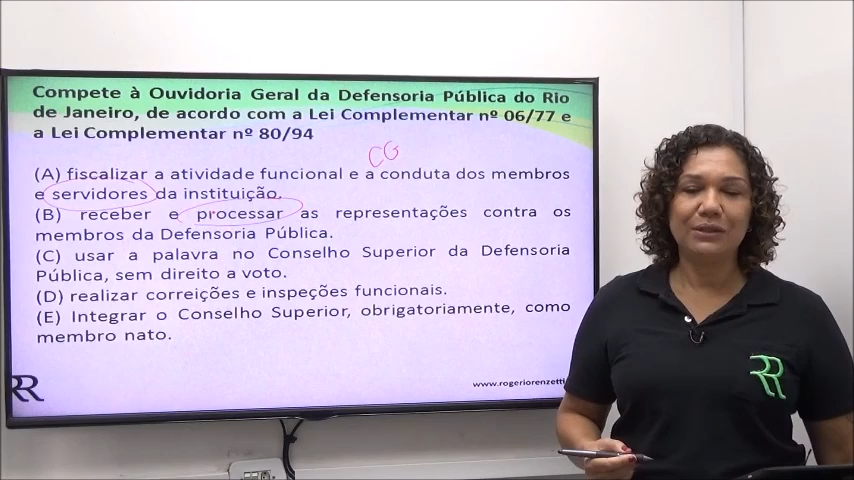 Compete à Ouvidoria Geral da Defensoria Pública do Rio
de Janeiro, de acordo com a Lei Complementar nº 06/77 e
a Lei Complementar nº 80/94
CG
(A) fiscalizar a atividade funcional e a conduta dos membros
e servidores da instituição.
(B) receber e processar as representações contra os
membros da Defensoria Pública.
(C) usar a palavra no Conselho Superior da Defensoria
Pública, sem direito a voto.
(D) realizar correições e inspeções funcionais.
(E) Integrar o Conselho Superior, obrigatoriamente, como
membro nato.
RR
www.rogeriorenzetti
RR